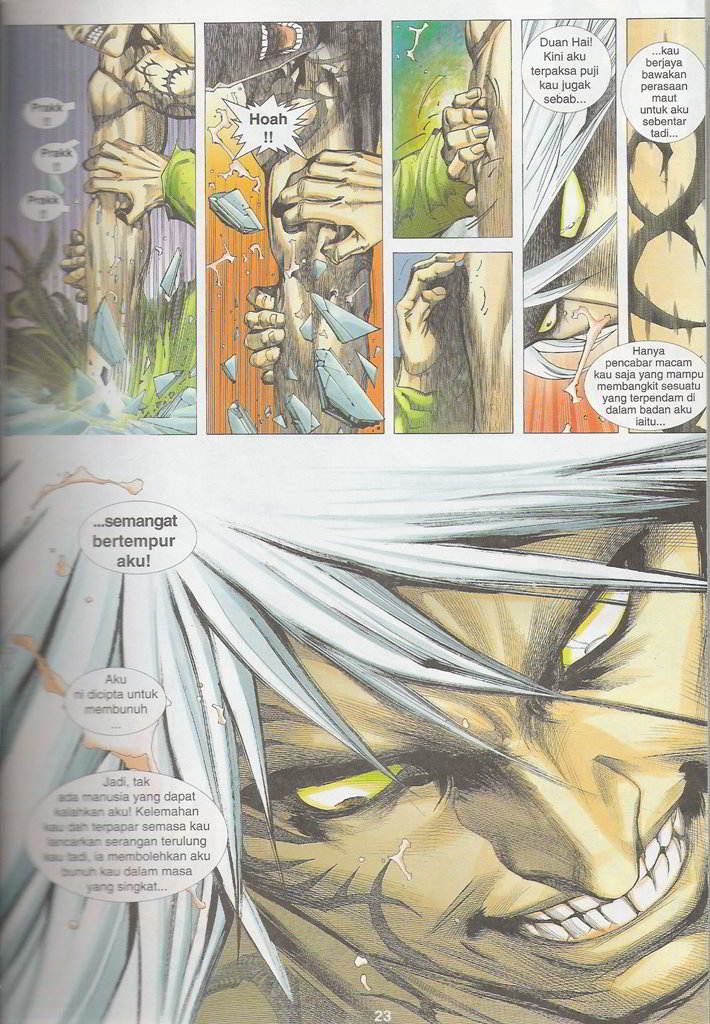 Prakk
!!
Prakk
!!
Prakk
!!
Hoah
!!
Duan Hai!
Kini aku
terpaksa puji
kau jugak
sebab...
...kau
berjaya
bawakan
perasaan
maut
untuk aku
sebentar
tadi...
Hanya
pencabar macam
kau saja yang mampu
membangkit sesuatu
yang terpendam di
dalam badan aku
iaitu...
...semangat
bertempur
aku!
Aku
ni dicipta untuk
membunuh
...
Jadi, tak
ada manusia yang dapat
kalahkan aku! Kelemahan
kau dah terpapar semasa kau
lancarkan serangan terulung
kau tadi, ia membolehkan aku
bunuh kau dalam masa
yang singkat...
23